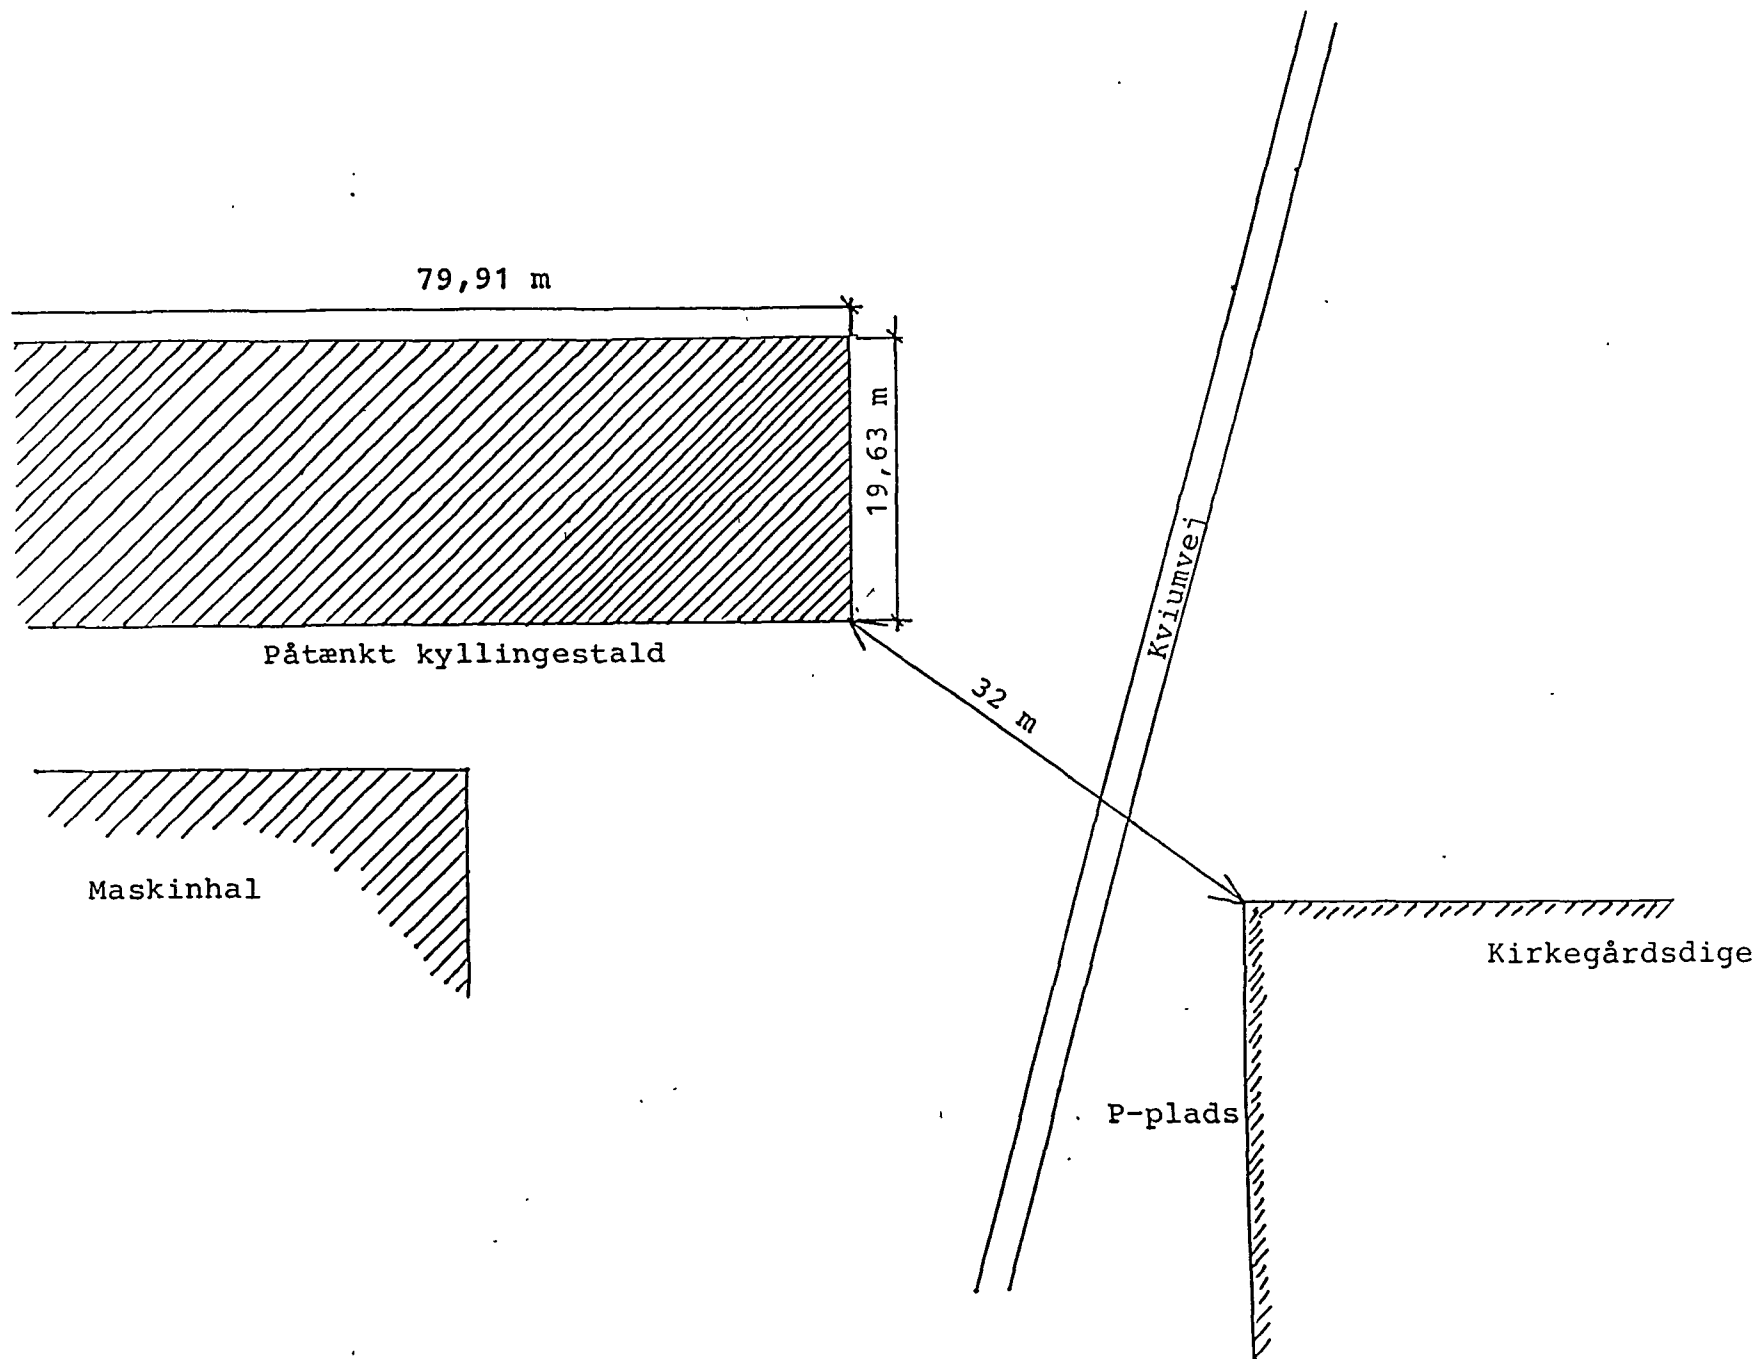 79,91 m
19,63 m
Påtænkt kyllingestald
32 m
Kviumvej
Maskinhal
Kirkegårdsdige
P-plads